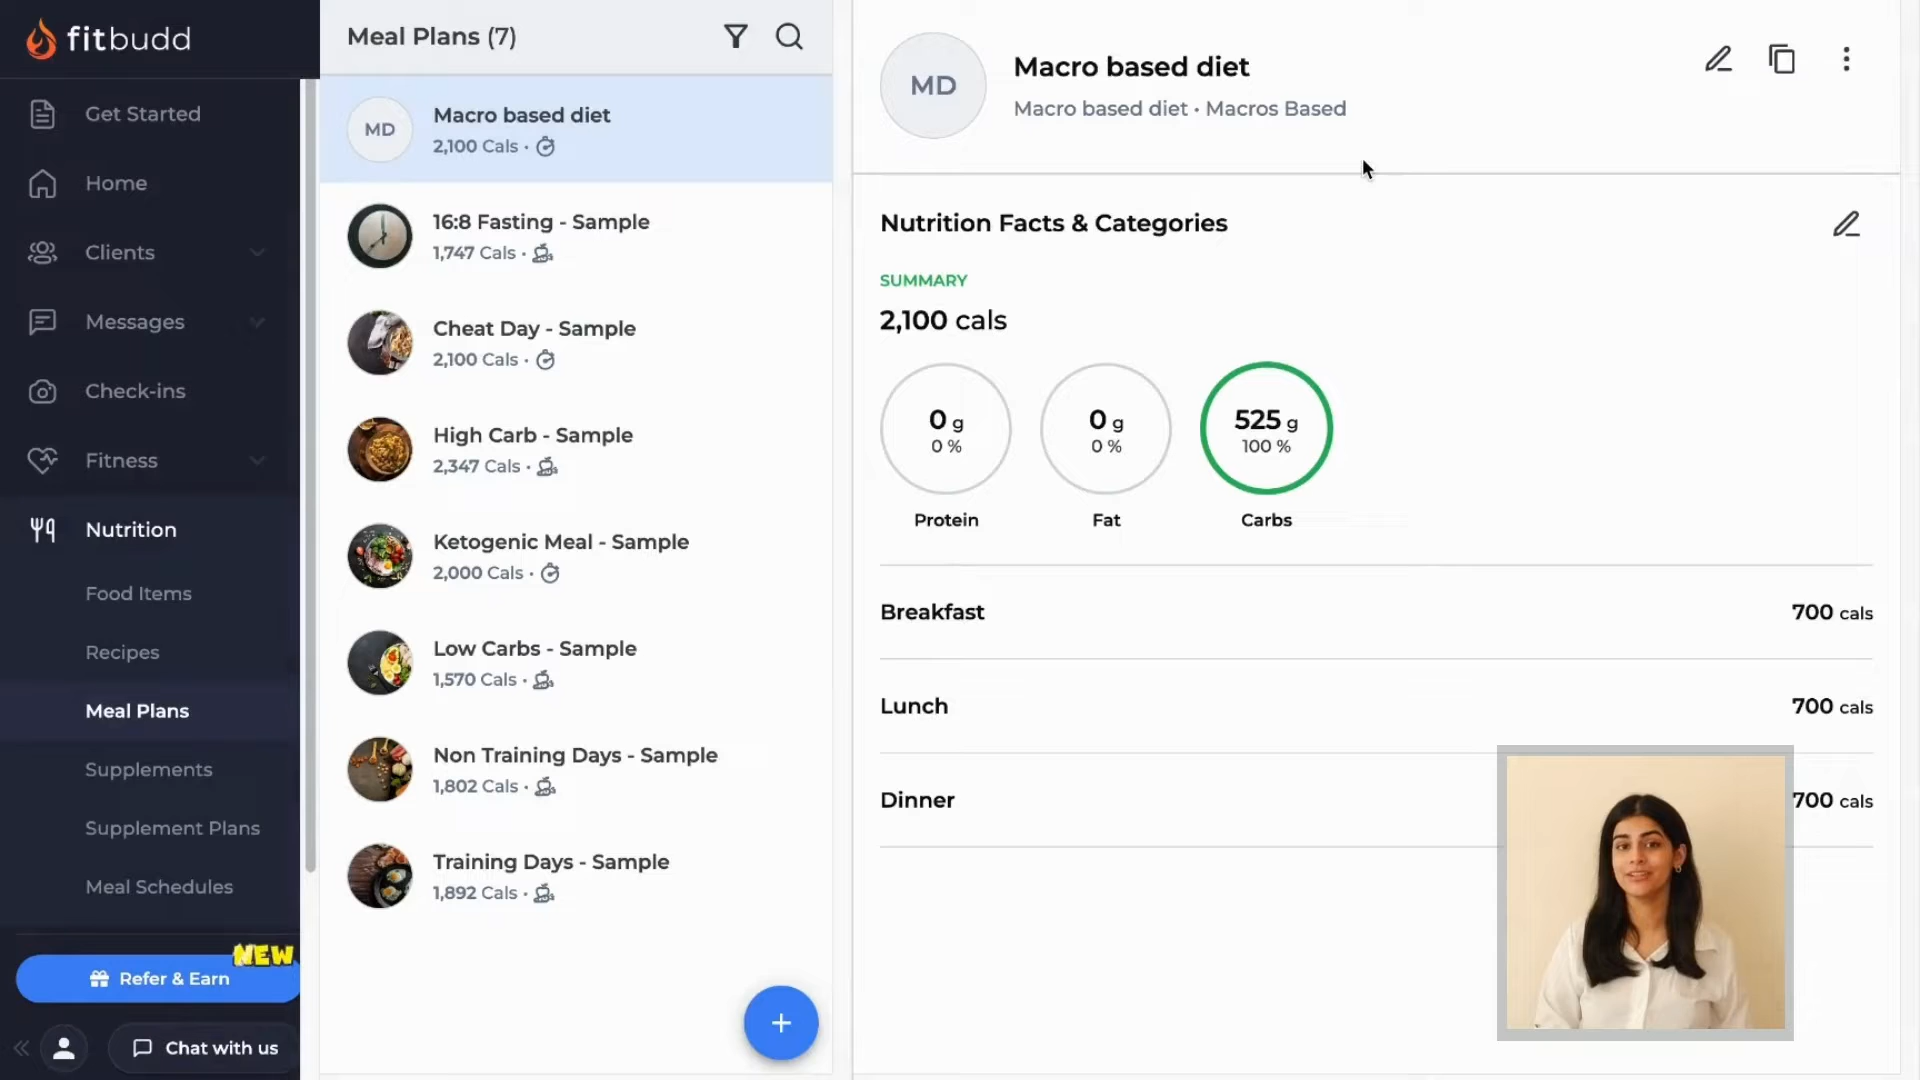 fitbudd
Get Started
Home
Clients
Messages
Check-ins
Fitness
Nutrition
Food Items
Recipes
Meal Plans
Supplements
Supplement Plans
Meal Schedules
NEW
Refer & Earn
Chat with us
Meal Plans (7)
MD
Macro based diet
2,100 Cals •
16:8 Fasting - Sample
1,747 Cals •
Cheat Day - Sample
2,100 Cals •
High Carb - Sample
2,347 Cals •
Ketogenic Meal - Sample
2,000 Cals •
Low Carbs - Sample
1,570 Cals •
Non Training Days - Sample
1,802 Cals •
Training Days - Sample
1,892 Cals •
+
MD
Macro based diet
Macro based diet • Macros Based
Nutrition Facts & Categories
SUMMARY
2,100 cals
0 g
0 %
Protein
0 g
0 %
Fat
525 g
100 %
Carbs
Breakfast 700 cals
Lunch 700 cals
Dinner 700 cals